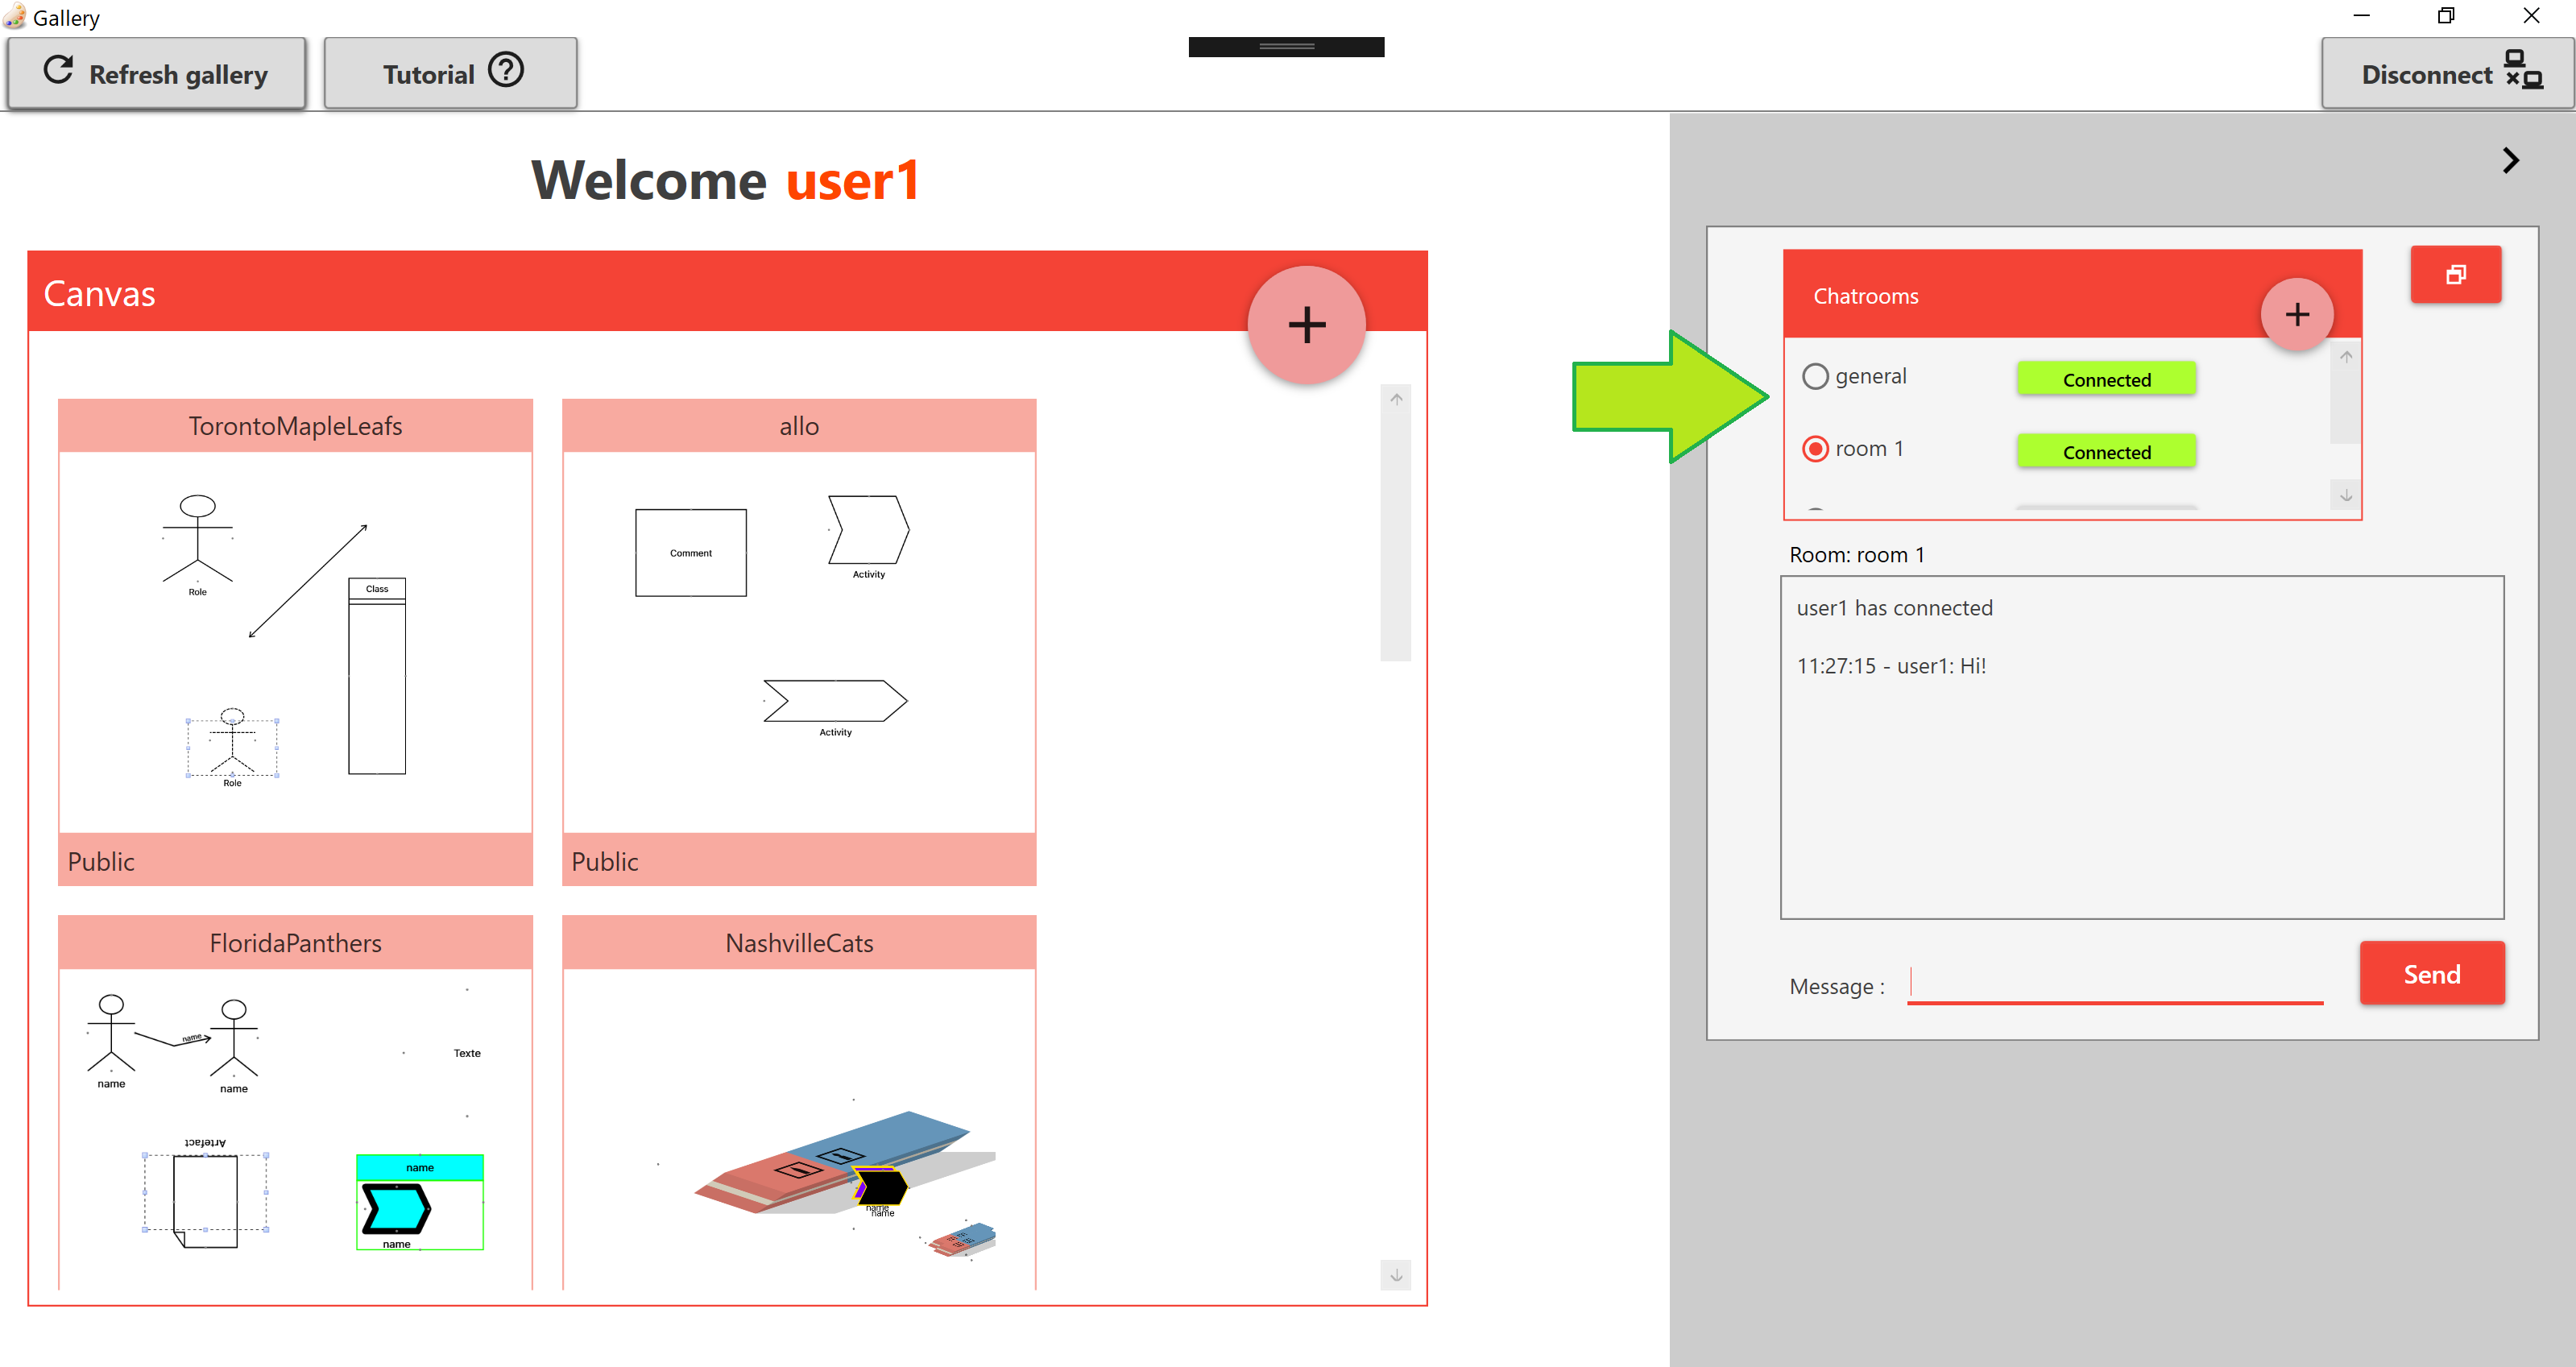 Gallery
Refresh gallery
Tutorial
Disconnect
Welcome user1
Canvas
TorontoMapleLeafs
Role
Class
Role
Public
allo
Comment
Activity
Activity
Public
FloridaPanthers
name
name
name
Texte
Artefact
name
name
NashvilleCats
name
name
Chatrooms
general
Connected
room 1
Connected
Room: room 1
user1 has connected
11:27:15 - user1: Hi!
Message :
Send